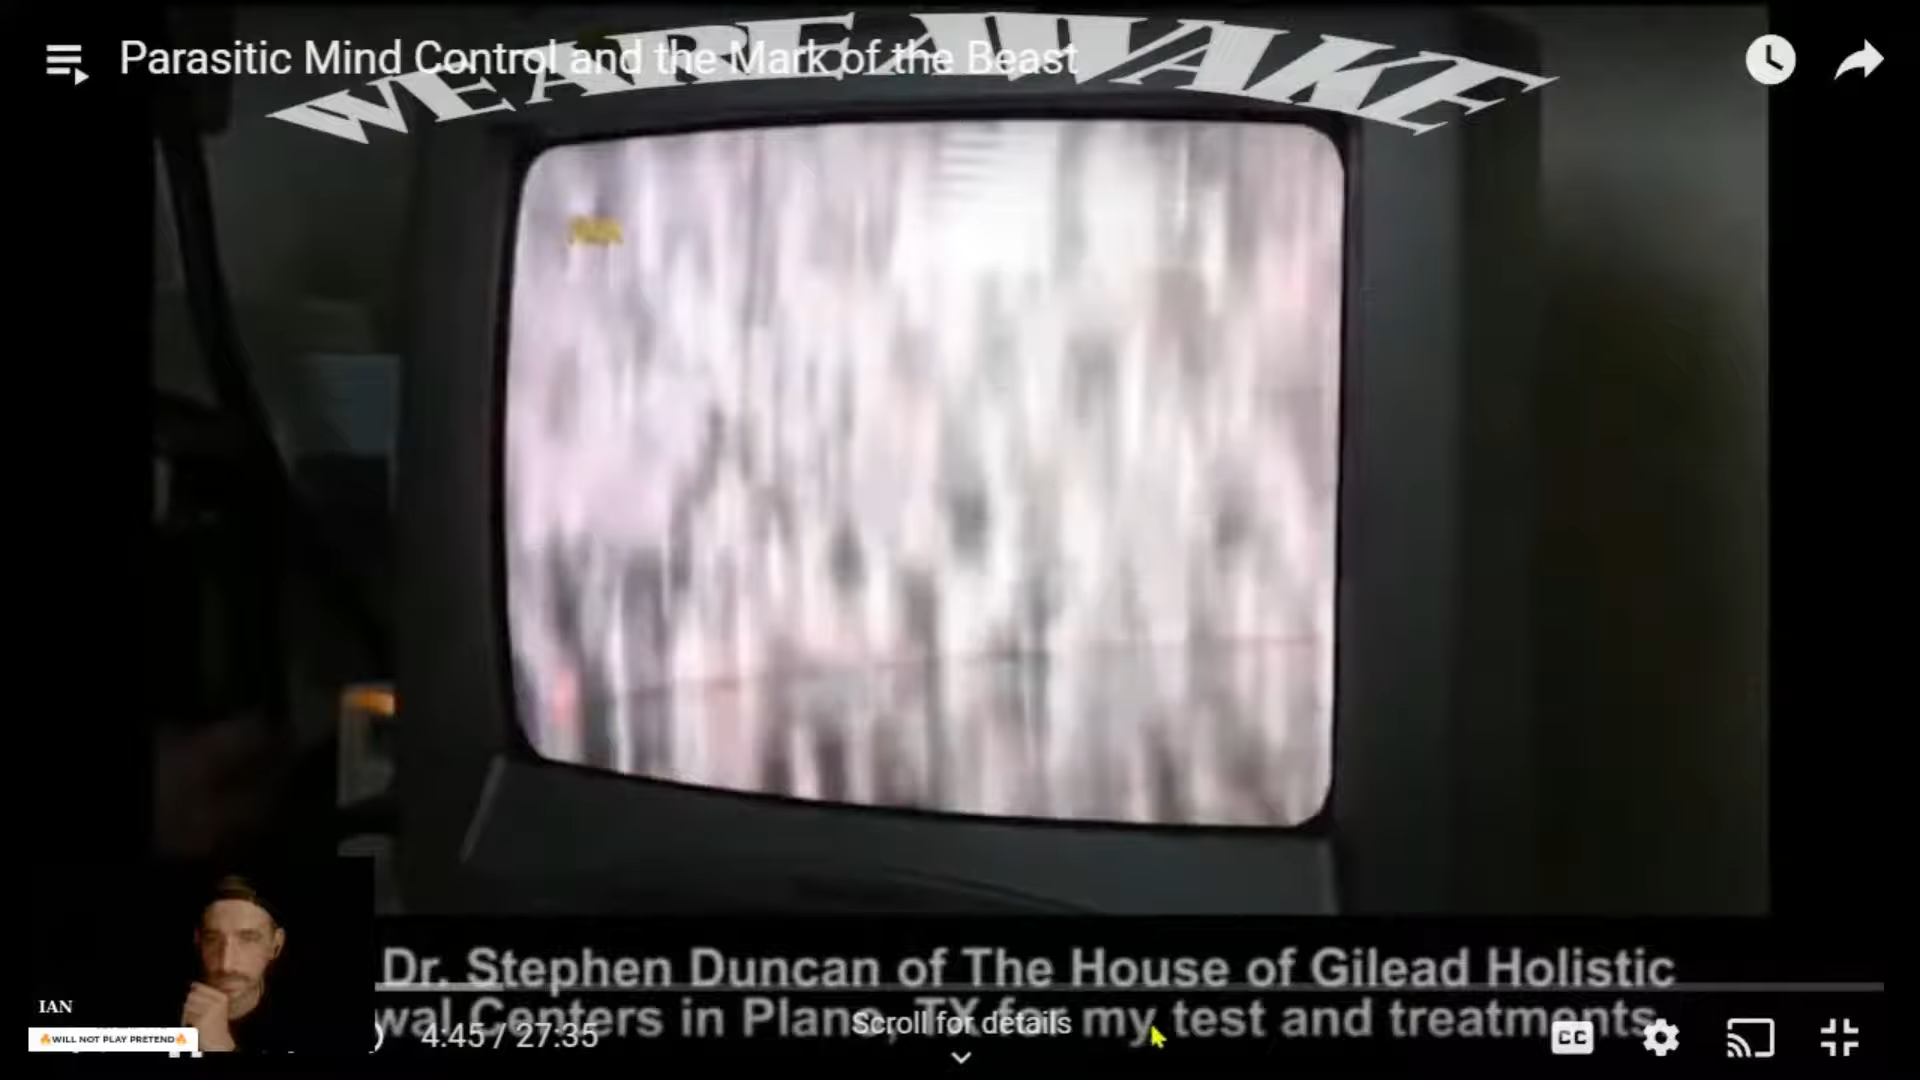 WE ARE AWAKE
Parasitic Mind Control and the Mark of the Beast
Dr. Stephen Duncan of The House of Gilead Holistic
wal Centers in Plano, TX for my test and treatments
IAN
🔥WILL NOT PLAY PRETEND🔥
4:45 / 27:35
Scroll for details
CC